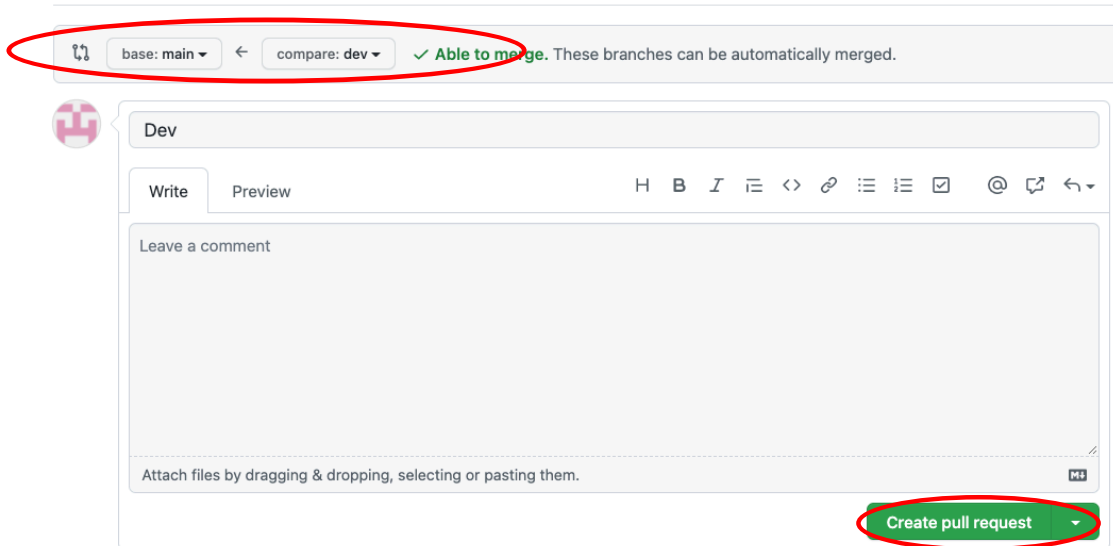 base: main ← compare: dev ✓ Able to merge. These branches can be automatically merged.
Dev
Write Preview H B I <> @
Leave a comment
Attach files by dragging & dropping, selecting or pasting them. M↓
Create pull request